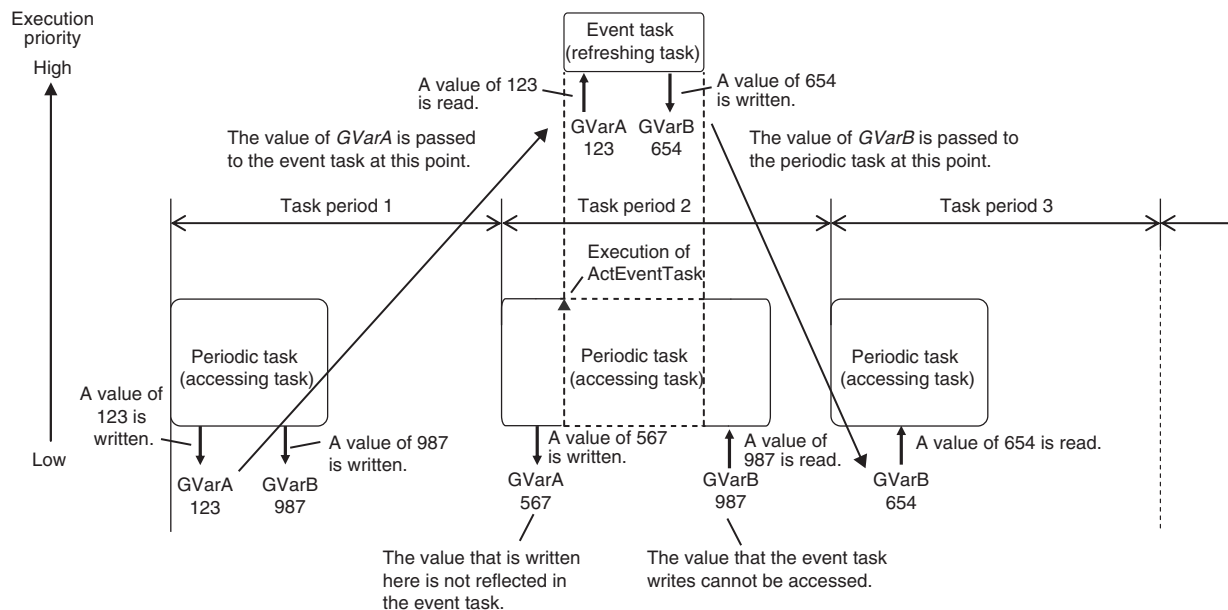 Execution
priority
High
Low
Event task
(refreshing task)
A value of 123
is read.
A value of 654
is written.
GVarA
123
GVarB
654
The value of GVarA is passed
to the event task at this point.
The value of GVarB is passed to
the periodic task at this point.
Task period 1
Task period 2
Task period 3
Execution of
ActEventTask
Periodic task
(accessing task)
Periodic task
(accessing task)
Periodic task
(accessing task)
A value of
123 is
written.
A value of 987
is written.
A value of 567
is written.
A value of
987 is read.
A value of 654 is read.
GVarA
123
GVarB
987
GVarA
567
GVarB
987
GVarB
654
The value that is written
here is not reflected in
the event task.
The value that the event task
writes cannot be accessed.